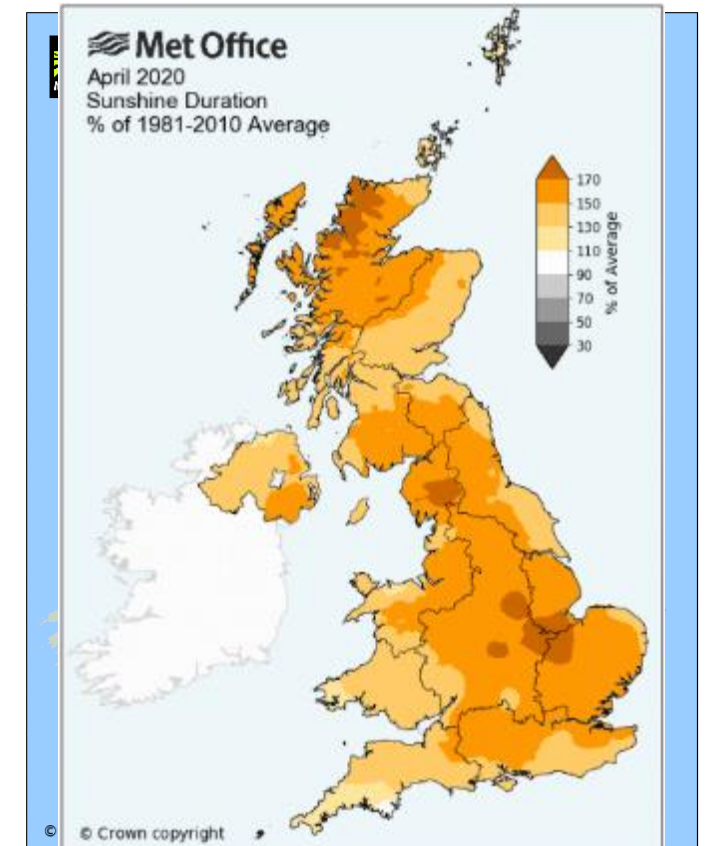 Met Office
April 2020
Sunshine Duration
% of 1981-2010 Average
170
150
130
110
90
70
50
30
% of Average
©
© Crown copyright